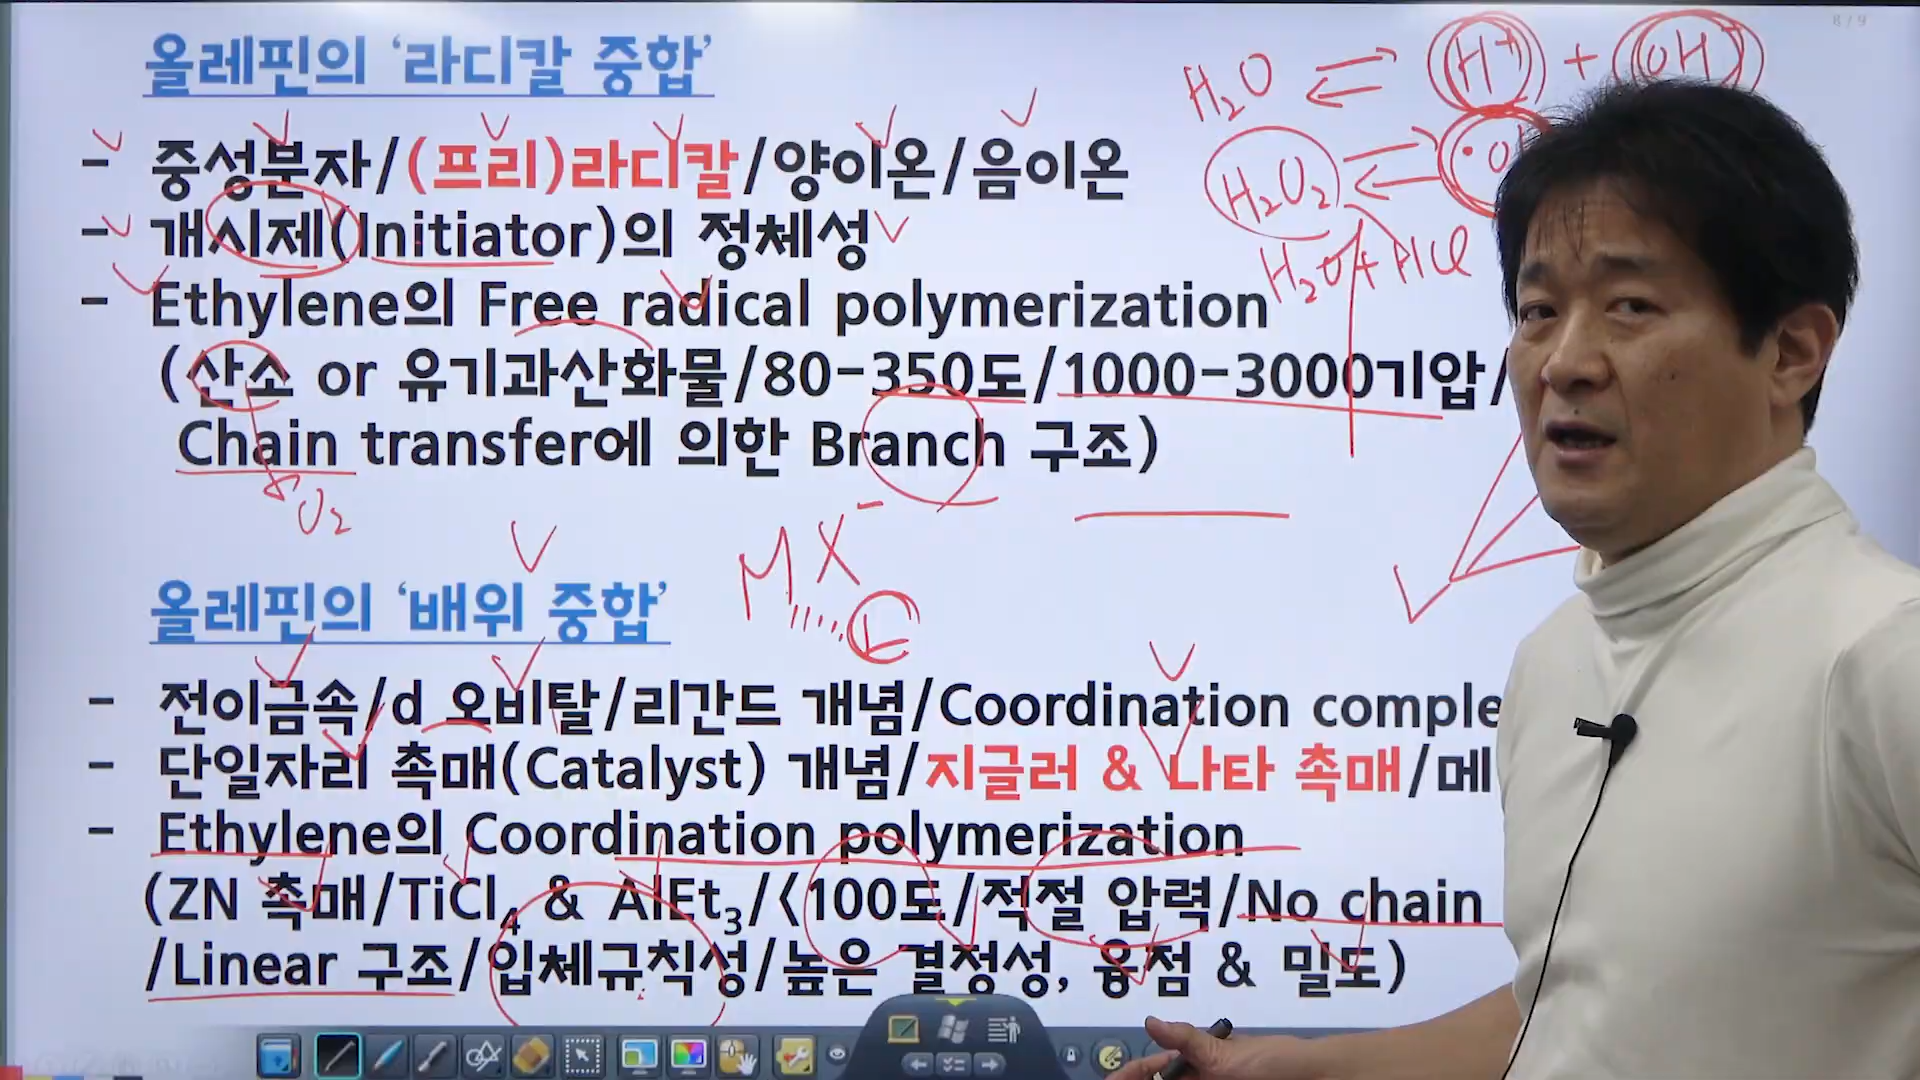 8/9
올레핀의 ‘라디칼 중합’
H₂O ⇌ H⁺ + OH⁻
- 중성분자/(프리)라디칼/양이온/음이온
H₂O₂ ⇌
- 개시제(Initiator)의 정체성
- Ethylene의 Free radical polymerization
(산소 or 유기과산화물/80-350도/1000-3000기압/
Chain transfer에 의한 Branch 구조)
O₂
MX⁻
L
올레핀의 ‘배위 중합’
- 전이금속/d 오비탈/리간드 개념/Coordination comple
- 단일자리 촉매(Catalyst) 개념/지글러 & 나타 촉매/메
- Ethylene의 Coordination polymerization
(ZN 촉매/TiCl₄ & AlEt₃/<100도/적절 압력/No chain
/Linear 구조/입체규칙성/높은 결정성, 융점 & 밀도)